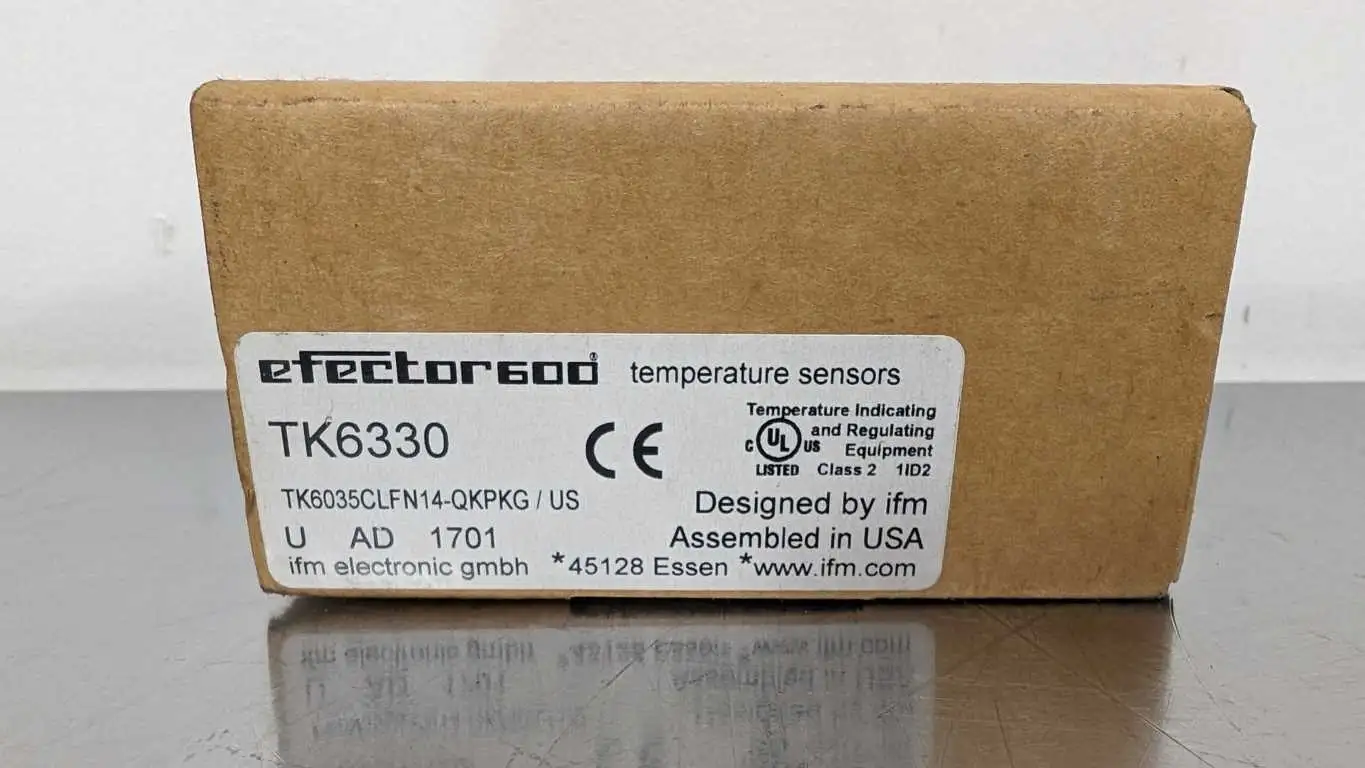 efector600® temperature sensors
TK6330
CE
Temperature Indicating
and Regulating
Equipment
C UL US
LISTED Class 2 1ID2
TK6035CLFN14-QKPKG / US
Designed by ifm
U AD 1701
Assembled in USA
ifm electronic gmbh *45128 Essen *www.ifm.com